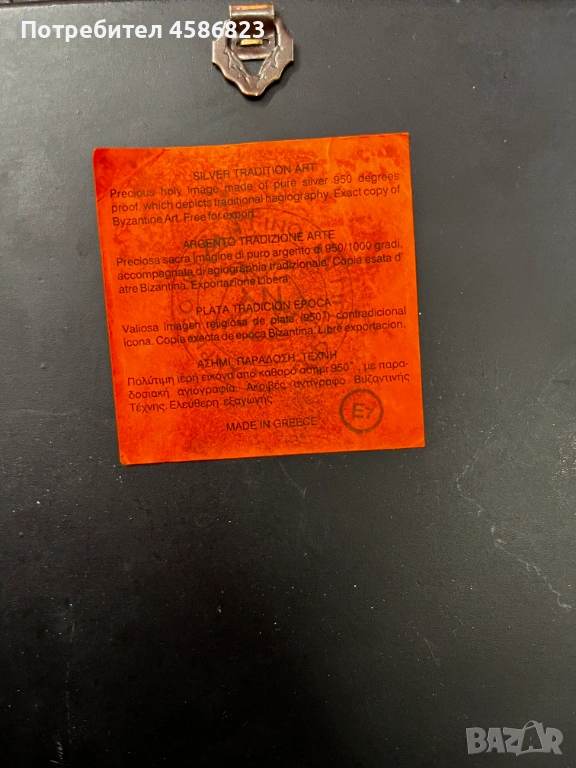 Потребител 4586823
SILVER TRADITION ART
Precious holy image made of pure silver 950 degrees
proof, which depicts traditional hagiography. Exact copy of
Byzantine Art. Free for export.
ARGENTO TRADIZIONE ARTE
Preciosa sacra imagine di puro argento di 950/1000 gradi,
accompagnata di agiographia tradizionale. Copia esata d'
atre Bizantina. Exportazione Libera.
PLATA TRADICION EPOCA
Valiosa imagen religiosa de plata (950?) contradicional
icona. Copia exacta de epoca Bizantina. Libre exportacion.
ΑΣΗΜΙ, ΠΑΡΑΔΟΣΗ, ΤΕΧΝΗ
Πολύτιμη ιερή εικόνα από καθαρό ασήμι 950°, με παρα-
δοσιακή αγιογραφία. Ακριβές αντίγραφο Βυζαντινής
Τέχνης. Ελεύθερη εξαγωγής.
E7
MADE IN GREECE
BAZAR